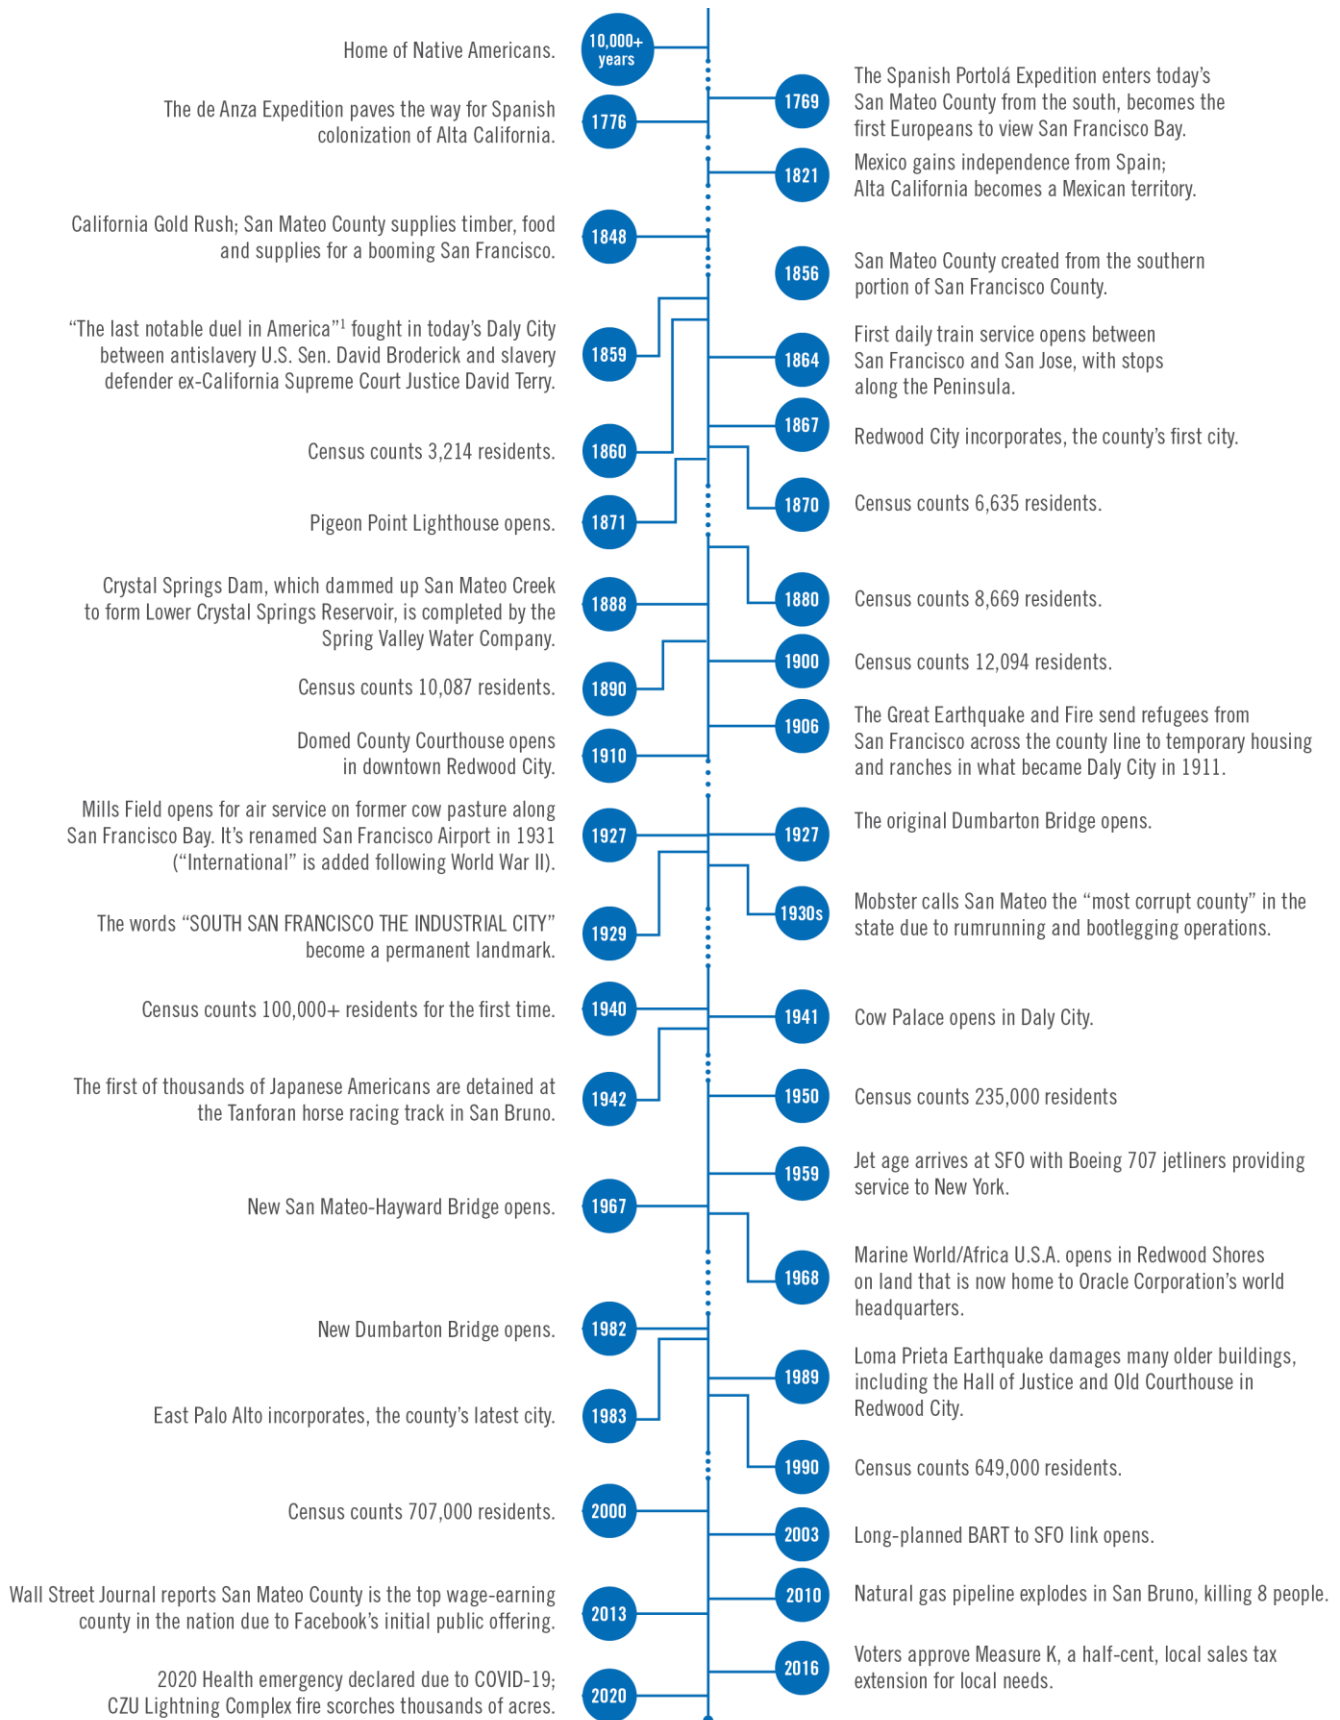 Home of Native Americans.
10,000+
years
1769
The Spanish Portolá Expedition enters today's
San Mateo County from the south, becomes the
first Europeans to view San Francisco Bay.
The de Anza Expedition paves the way for Spanish
colonization of Alta California.
1776
1821
Mexico gains independence from Spain;
Alta California becomes a Mexican territory.
California Gold Rush; San Mateo County supplies timber, food
and supplies for a booming San Francisco.
1848
1856
San Mateo County created from the southern
portion of San Francisco County.
“The last notable duel in America”¹ fought in today's Daly City
between antislavery U.S. Sen. David Broderick and slavery
defender ex-California Supreme Court Justice David Terry.
1859
1864
First daily train service opens between
San Francisco and San Jose, with stops
along the Peninsula.
1867
Redwood City incorporates, the county's first city.
Census counts 3,214 residents.
1860
1870
Census counts 6,635 residents.
Pigeon Point Lighthouse opens.
1871
Crystal Springs Dam, which dammed up San Mateo Creek
to form Lower Crystal Springs Reservoir, is completed by the
Spring Valley Water Company.
1888
1880
Census counts 8,669 residents.
1900
Census counts 12,094 residents.
Census counts 10,087 residents.
1890
1906
The Great Earthquake and Fire send refugees from
San Francisco across the county line to temporary housing
and ranches in what became Daly City in 1911.
Domed County Courthouse opens
in downtown Redwood City.
1910
Mills Field opens for air service on former cow pasture along
San Francisco Bay. It's renamed San Francisco Airport in 1931
(“International” is added following World War II).
1927
1927
The original Dumbarton Bridge opens.
1930s
Mobster calls San Mateo the “most corrupt county” in the
state due to rumrunning and bootlegging operations.
The words “SOUTH SAN FRANCISCO THE INDUSTRIAL CITY”
become a permanent landmark.
1929
Census counts 100,000+ residents for the first time.
1940
1941
Cow Palace opens in Daly City.
The first of thousands of Japanese Americans are detained at
the Tanforan horse racing track in San Bruno.
1942
1950
Census counts 235,000 residents
1959
Jet age arrives at SFO with Boeing 707 jetliners providing
service to New York.
New San Mateo-Hayward Bridge opens.
1967
1968
Marine World/Africa U.S.A. opens in Redwood Shores
on land that is now home to Oracle Corporation's world
headquarters.
New Dumbarton Bridge opens.
1982
1989
Loma Prieta Earthquake damages many older buildings,
including the Hall of Justice and Old Courthouse in
Redwood City.
East Palo Alto incorporates, the county's latest city.
1983
1990
Census counts 649,000 residents.
Census counts 707,000 residents.
2000
2003
Long-planned BART to SFO link opens.
2010
Natural gas pipeline explodes in San Bruno, killing 8 people.
Wall Street Journal reports San Mateo County is the top wage-earning
county in the nation due to Facebook's initial public offering.
2013
2016
Voters approve Measure K, a half-cent, local sales tax
extension for local needs.
2020 Health emergency declared due to COVID-19;
CZU Lightning Complex fire scorches thousands of acres.
2020